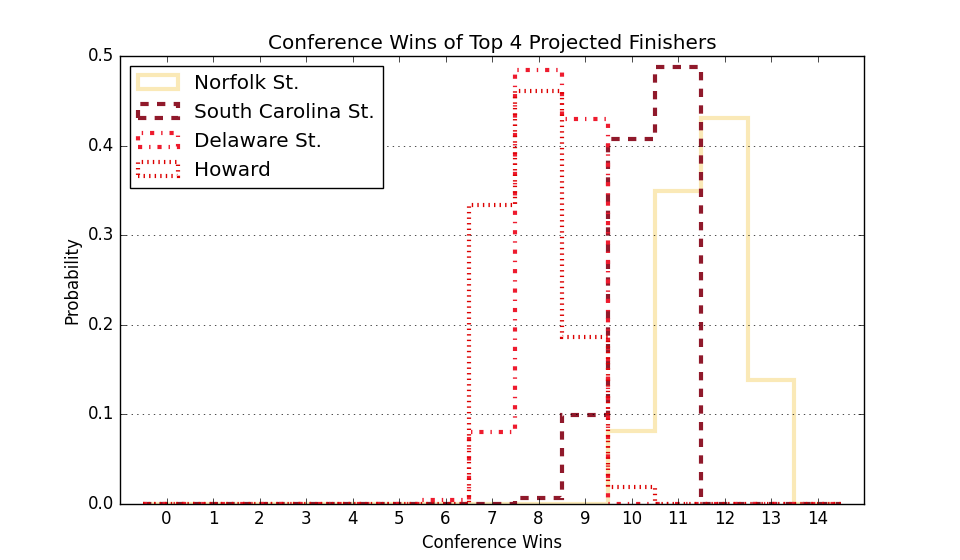 Conference Wins of Top 4 Projected Finishers
Norfolk St.
South Carolina St.
Delaware St.
Howard
0.5
0.4
0.3
0.2
0.1
0.0
Probability
0 1 2 3 4 5 6 7 8 9 10 11 12 13 14
Conference Wins